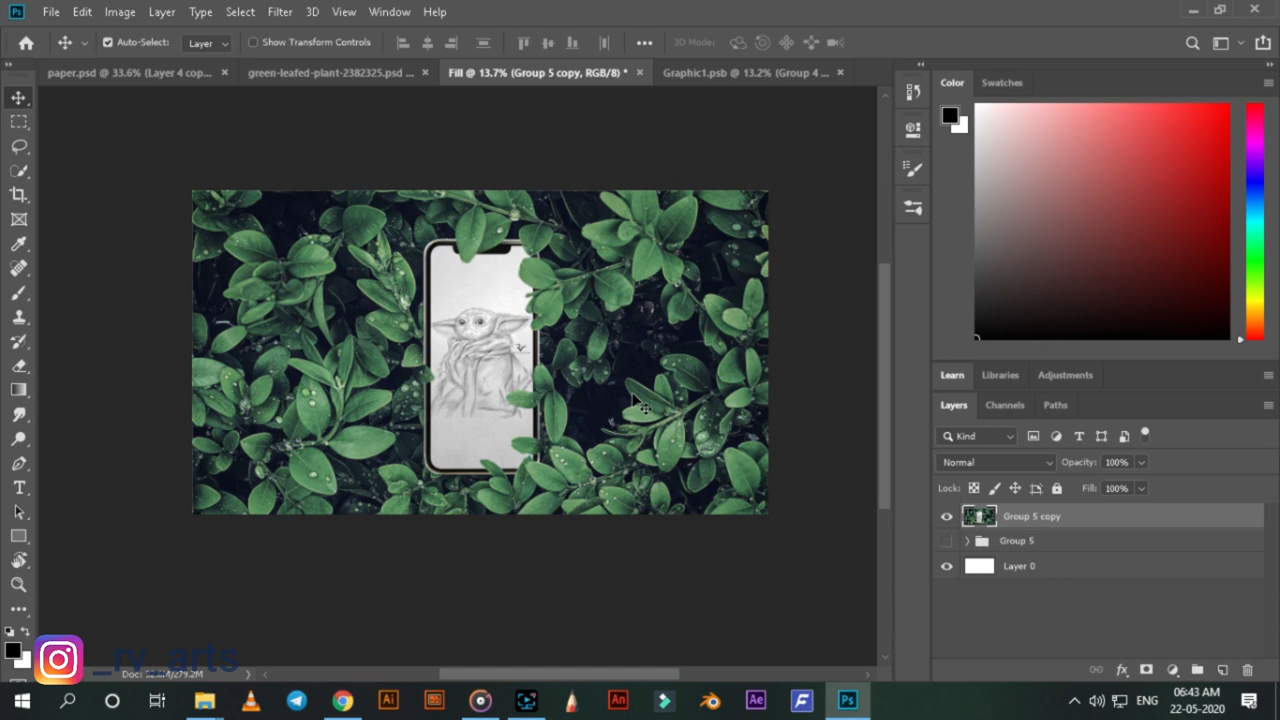 File Edit Image Layer Type Select Filter 3D View Window Help
Auto-Select: Layer Show Transform Controls 3D Mode:
paper.psd @ 33.6% (Layer 4 cop... × green-leafed-plant-2382325.psd ... × Fill @ 13.7% (Group 5 copy, RGB/8) * × Graphic1.psb @ 13.2% (Group 4 ... ×
Color Swatches
Learn Libraries Adjustments
Layers Channels Paths
Kind
Normal Opacity: 100%
Lock: Fill: 100%
Group 5 copy
Group 5
Layer 0
_rv_arts
Doc:
ENG
06:43 AM
22-05-2020